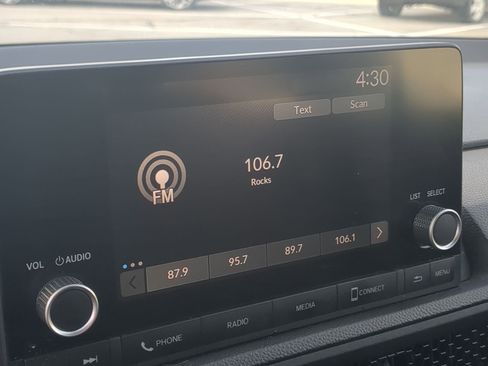 4:30
Text Scan
FM
106.7
Rocks
87.9 95.7 89.7 106.1
VOL AUDIO
LIST SELECT
PHONE RADIO MEDIA CONNECT MENU